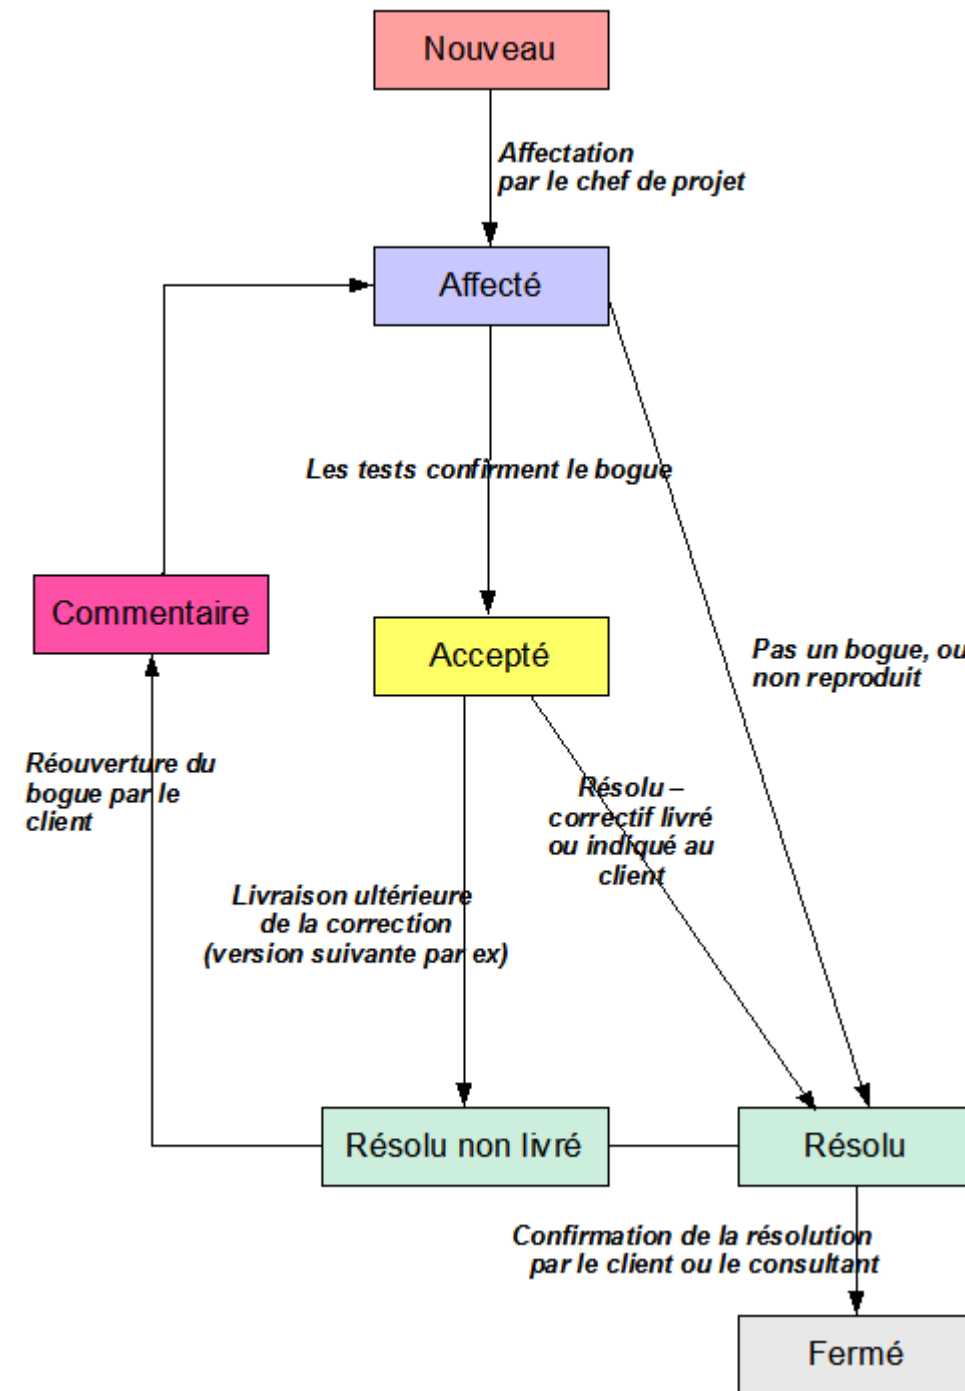 Nouveau
Affectation
par le chef de projet
Affecté
Les tests confirment le bogue
Commentaire
Accepté
Pas un bogue, ou
non reproduit
Réouverture du
bogue par le
client
Résolu –
correctif livré
ou indiqué au
client
Livraison ultérieure
de la correction
(version suivante par ex)
Résolu non livré
Résolu
Confirmation de la résolution
par le client ou le consultant
Fermé